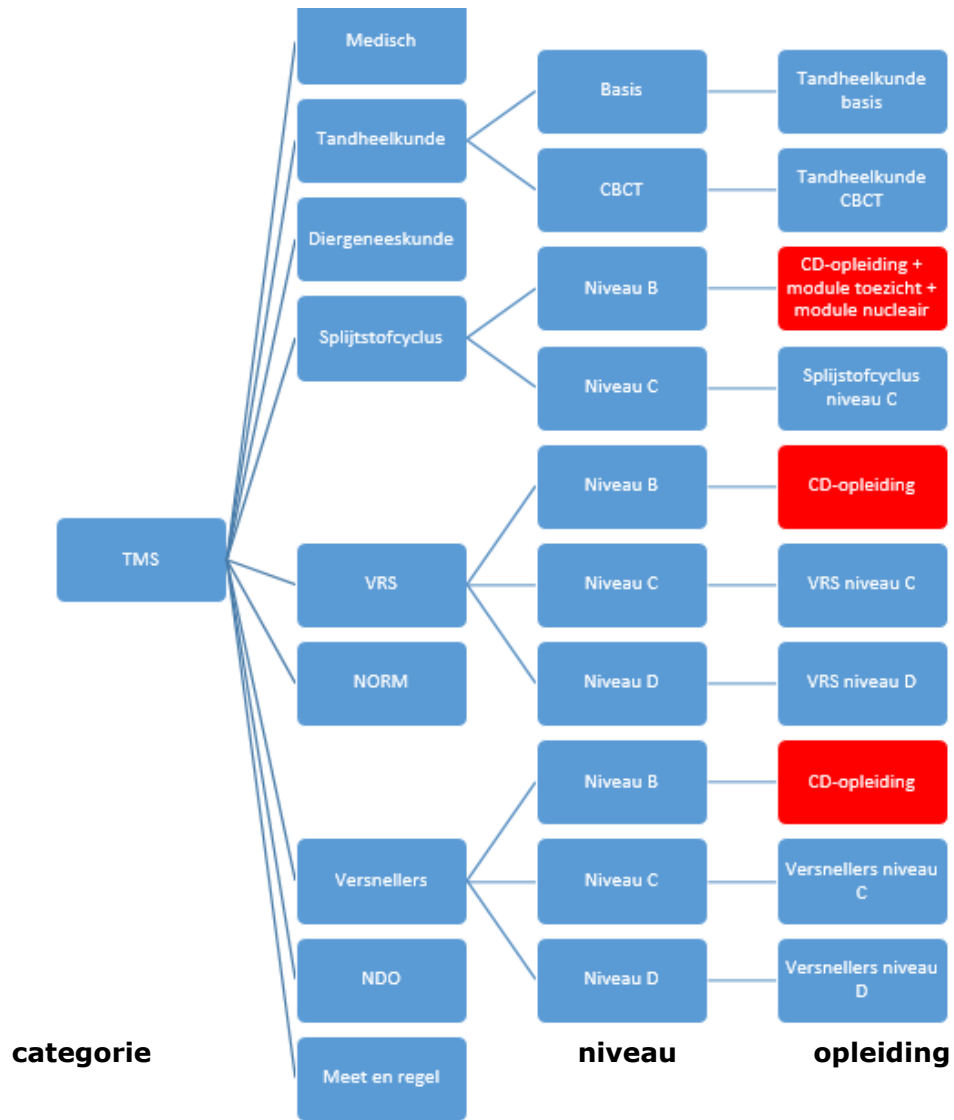 Medisch
Tandheelkunde
Basis
Tandheelkunde
basis
CBCT
Tandheelkunde
CBCT
Diergeneeskunde
Splijtstofcyclus
Niveau B
CD-opleiding +
module toezicht +
module nucleair
Niveau C
Splijstofcyclus
niveau C
TMS
VRS
Niveau B
CD-opleiding
Niveau C
VRS niveau C
Niveau D
VRS niveau D
NORM
Versnellers
Niveau B
CD-opleiding
Niveau C
Versnellers niveau
C
Niveau D
Versnellers niveau
D
NDO
Meet en regel
categorie
niveau
opleiding